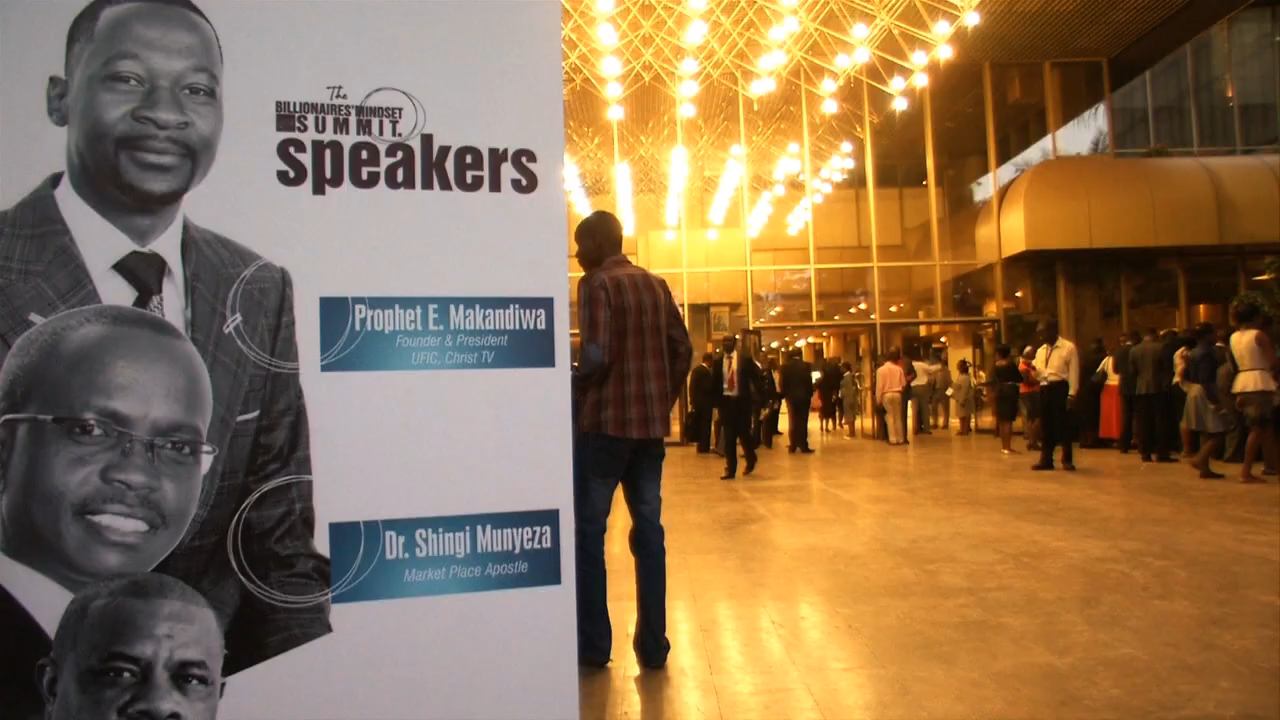 The
BILLIONAIRES' MINDSET
SUMMIT.
speakers
Prophet E. Makandiwa
Founder & President
UFIC, Christ TV
Dr. Shingi Munyeza
Market Place Apostle